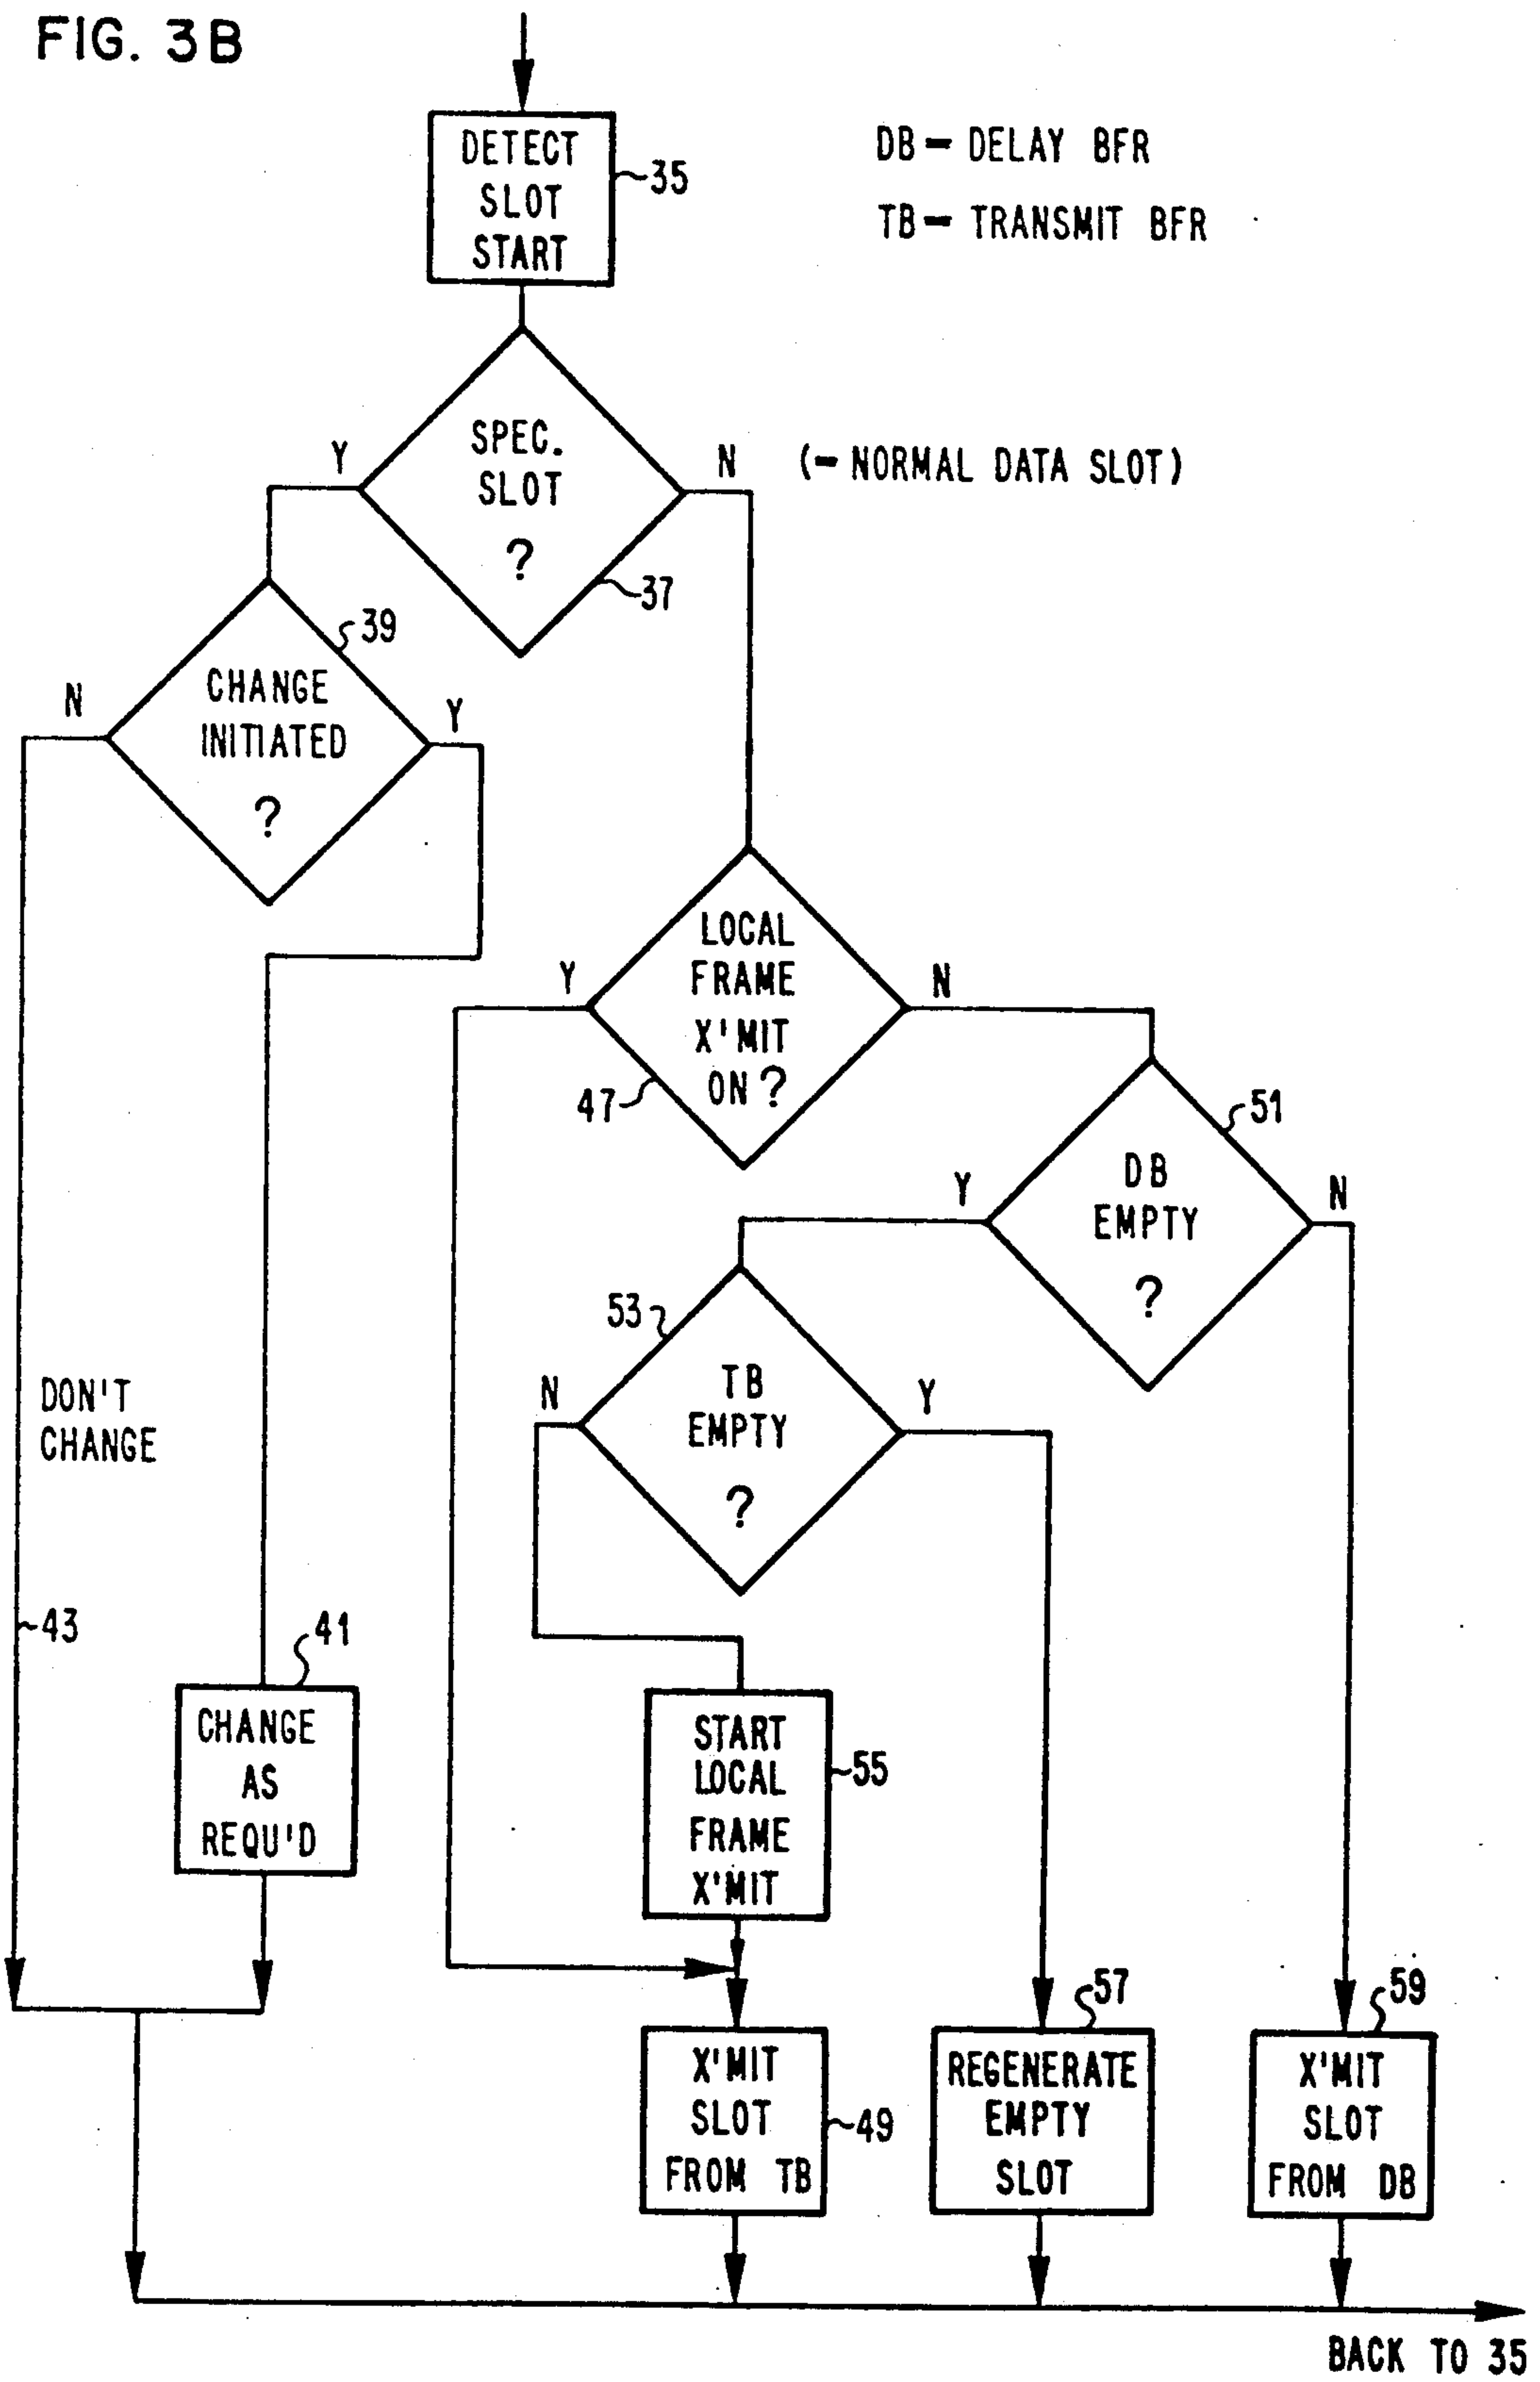 FIG. 3B
DETECT
SLOT
START
35
DB - DELAY BFR
TB - TRANSMIT BFR
SPEC.
SLOT
?
37
Y
N
(- NORMAL DATA SLOT)
39
CHANGE
INITIATED
?
N
Y
LOCAL
FRAME
X'MIT
ON ?
47
Y
N
51
DB
EMPTY
?
Y
N
53
TB
EMPTY
?
N
Y
DON'T
CHANGE
43
41
CHANGE
AS
REQU'D
START
LOCAL
FRAME
X'MIT
55
X'MIT
SLOT
FROM TB
49
57
REGENERATE
EMPTY
SLOT
59
X'MIT
SLOT
FROM DB
BACK TO 35